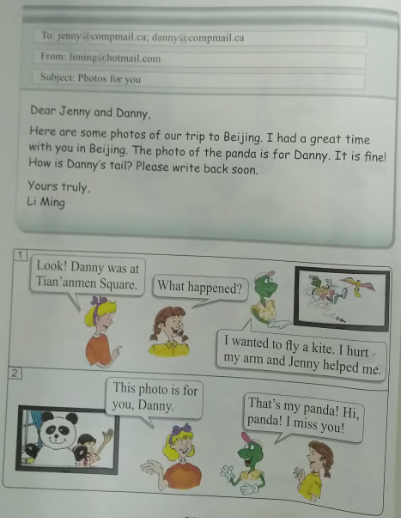 To: jenny@compmail.ca; danny@compmail.ca
From: liming@hotmail.com
Subject: Photos for you
Dear Jenny and Danny,
Here are some photos of our trip to Beijing. I had a great time
with you in Beijing. The photo of the panda is for Danny. It is fine!
How is Danny's tail? Please write back soon.
Yours truly,
Li Ming
1
Look! Danny was at
Tian'anmen Square.
What happened?
I wanted to fly a kite. I hurt
my arm and Jenny helped me.
2
This photo is for
you, Danny.
That's my panda! Hi,
panda! I miss you!